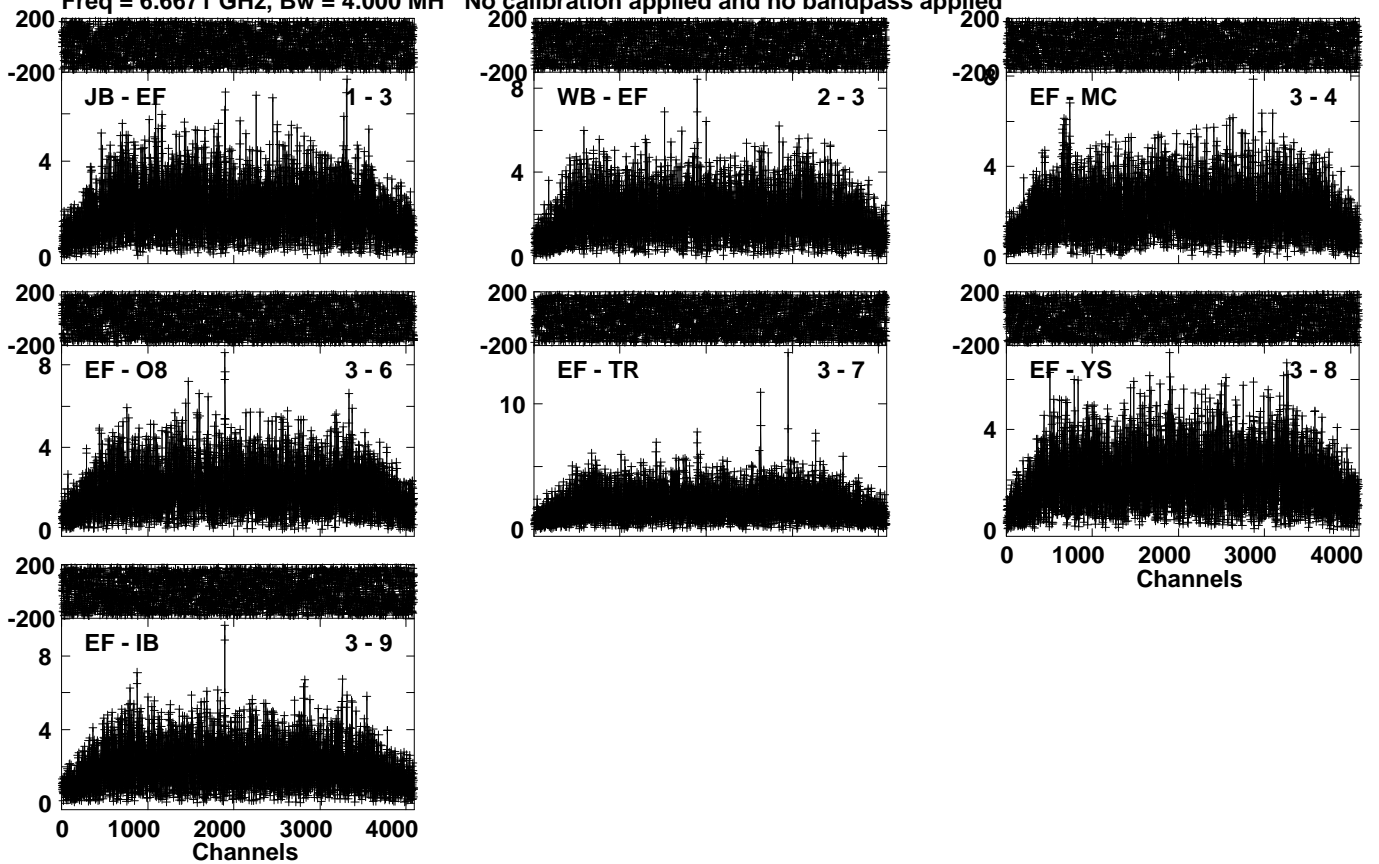 Freq = 6.6671 GHz, Bw = 4.000 MH No calibration applied and no bandpass applied
200
-200
JB - EF 1 - 3
4
0
200
-200
8
WB - EF 2 - 3
4
0
200
-200
8
EF - MC 3 - 4
4
0
200
-200
8
EF - O8 3 - 6
4
0
200
-200
EF - TR 3 - 7
10
0
200
-200
EF - YS 3 - 8
4
0
0 1000 2000 3000 4000
Channels
200
-200
EF - IB 3 - 9
8
4
0
0 1000 2000 3000 4000
Channels